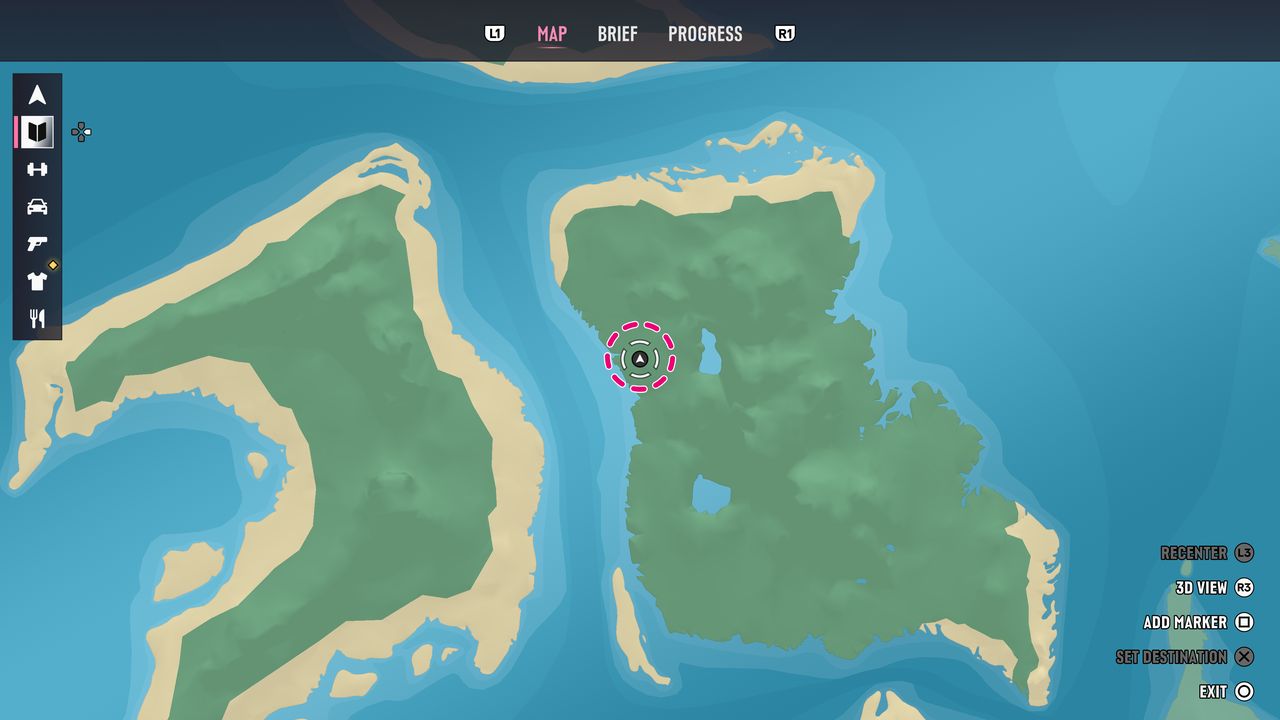 L1 MAP BRIEF PROGRESS R1
RECENTER L3
3D VIEW R3
ADD MARKER
SET DESTINATION
EXIT